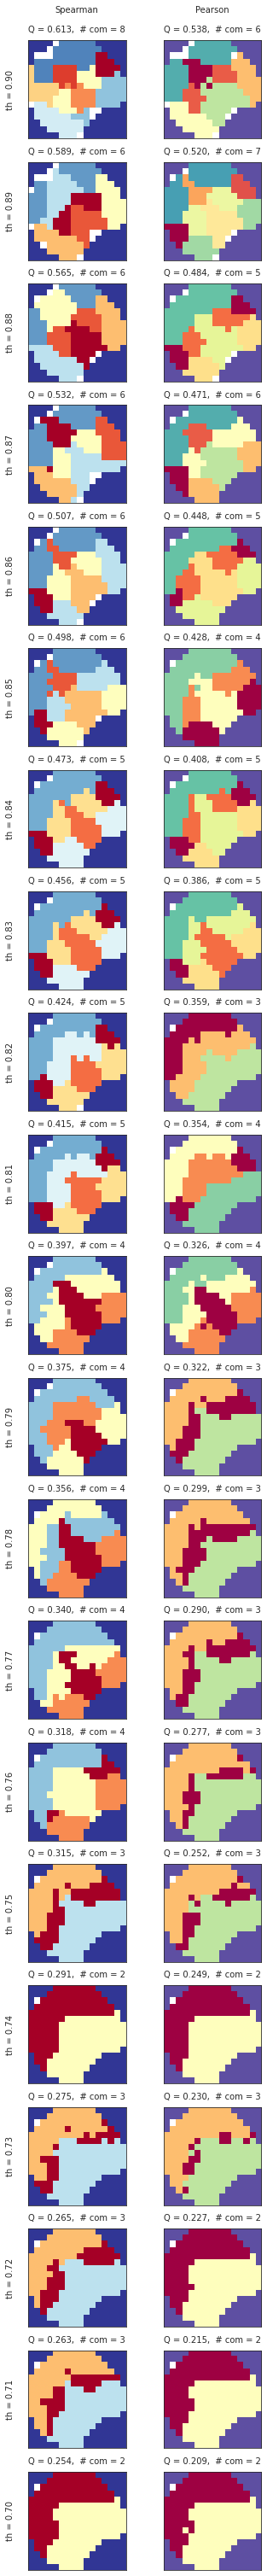 Spearman Pearson
Q = 0.613, # com = 8 Q = 0.538, # com = 6
th = 0.90
Q = 0.589, # com = 6 Q = 0.520, # com = 7
th = 0.89
Q = 0.565, # com = 6 Q = 0.484, # com = 5
th = 0.88
Q = 0.532, # com = 6 Q = 0.471, # com = 6
th = 0.87
Q = 0.507, # com = 6 Q = 0.448, # com = 5
th = 0.86
Q = 0.498, # com = 6 Q = 0.428, # com = 4
th = 0.85
Q = 0.473, # com = 5 Q = 0.408, # com = 5
th = 0.84
Q = 0.456, # com = 5 Q = 0.386, # com = 5
th = 0.83
Q = 0.424, # com = 5 Q = 0.359, # com = 3
th = 0.82
Q = 0.415, # com = 5 Q = 0.354, # com = 4
th = 0.81
Q = 0.397, # com = 4 Q = 0.326, # com = 4
th = 0.80
Q = 0.375, # com = 4 Q = 0.322, # com = 3
th = 0.79
Q = 0.356, # com = 4 Q = 0.299, # com = 3
th = 0.78
Q = 0.340, # com = 4 Q = 0.290, # com = 3
th = 0.77
Q = 0.318, # com = 4 Q = 0.277, # com = 3
th = 0.76
Q = 0.315, # com = 3 Q = 0.252, # com = 3
th = 0.75
Q = 0.291, # com = 2 Q = 0.249, # com = 2
th = 0.74
Q = 0.275, # com = 3 Q = 0.230, # com = 3
th = 0.73
Q = 0.265, # com = 3 Q = 0.227, # com = 2
th = 0.72
Q = 0.263, # com = 3 Q = 0.215, # com = 2
th = 0.71
Q = 0.254, # com = 2 Q = 0.209, # com = 2
th = 0.70